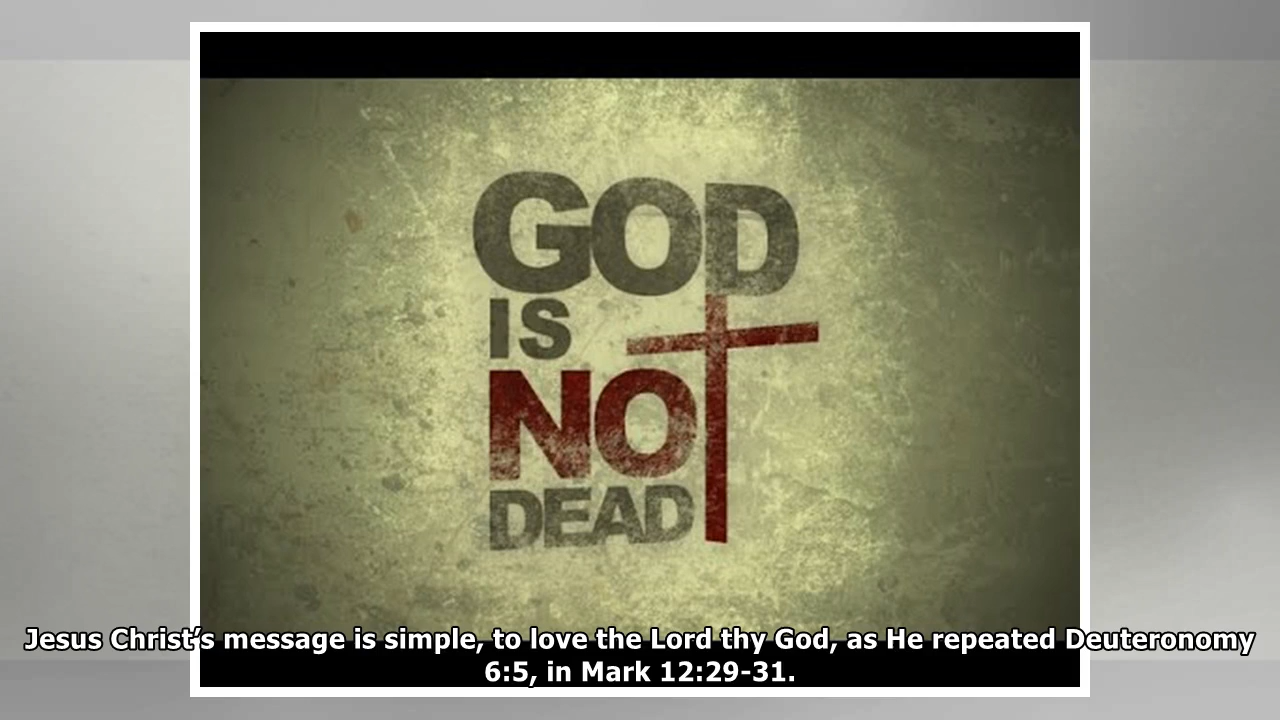 GOD
IS
NOT
DEAD
Jesus Christ’s message is simple, to love the Lord thy God, as He repeated Deuteronomy
6:5, in Mark 12:29-31.